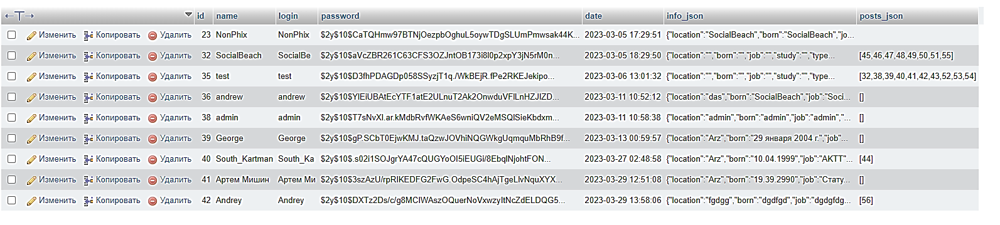 id name login password date info_json posts_json
Изменить Копировать Удалить 23 NonPhix NonPhix $2y$10$CaTQHmw97BTNjOezpbOghuL5oywTDgSLUmPmwsak44K... 2023-03-05 17:29:51 {"location":"SocialBeach","born":"SocialBeach","jo...
Изменить Копировать Удалить 32 SocialBeach SocialBe $2y$10$aVcZBR261C63CFS3OZJntOB173i8I0p2xpY3jN5rM0n... 2023-03-05 18:29:50 {"location":"","born":"","job":"","study":"","type... [45,46,47,48,49,50,51,55]
Изменить Копировать Удалить 35 test test $2y$10$D3fhPDAGDp058SSyzjT1q./WkBEjR.fPe2RKEJekipo... 2023-03-06 13:01:32 {"location":"","born":"","job":"","study":"","type... [32,38,39,40,41,42,43,52,53,54]
Изменить Копировать Удалить 36 andrew andrew $2y$10$YlEiUBAtEcYTF1atE2ULnuT2Ak2OnwduVFlLnHZJlZD... 2023-03-11 10:52:12 {"location":"das","born":"SocialBeach","job":"Soci... []
Изменить Копировать Удалить 38 admin admin $2y$10$T7sNvXI.ar.kMdbRvfWKAeS6wniQV2eMSQlSieKbdxm... 2023-03-11 10:58:38 {"location":"admin","born":"admin","job":"admin","... []
Изменить Копировать Удалить 39 George George $2y$10$gP.SCbT0EjwKMJ.taQzwJOVhiNQGWkgUqmquMbRhB9f... 2023-03-13 00:59:57 {"location":"Arz","born":"29 января 2004 г.","job"... []
Изменить Копировать Удалить 40 South_Kartman South_Ka $2y$10$.s02i1SOJgrYA47cQUGYoOI5iEUGi/8EbqlNjohtFON... 2023-03-27 02:48:58 {"location":"Arz","born":"10.04.1999","job":"AKTT"... [44]
Изменить Копировать Удалить 41 Артем Мишин Артем Ми $2y$10$3szAzU/rpRIKEDFG2FwG.OdpeSC4hAjTgeLlvNquXYX... 2023-03-29 12:51:08 {"location":"Arz","born":"19.39.2990","job":"Стату... []
Изменить Копировать Удалить 42 Andrey Andrey $2y$10$DXTz2Ds/c/g8MClWAszOQuerNoVxwzyItNcZdELDQG5... 2023-03-29 13:58:06 {"location":"fgdgg","born":"dgdfgd","job":"dgdgfdg... [56]